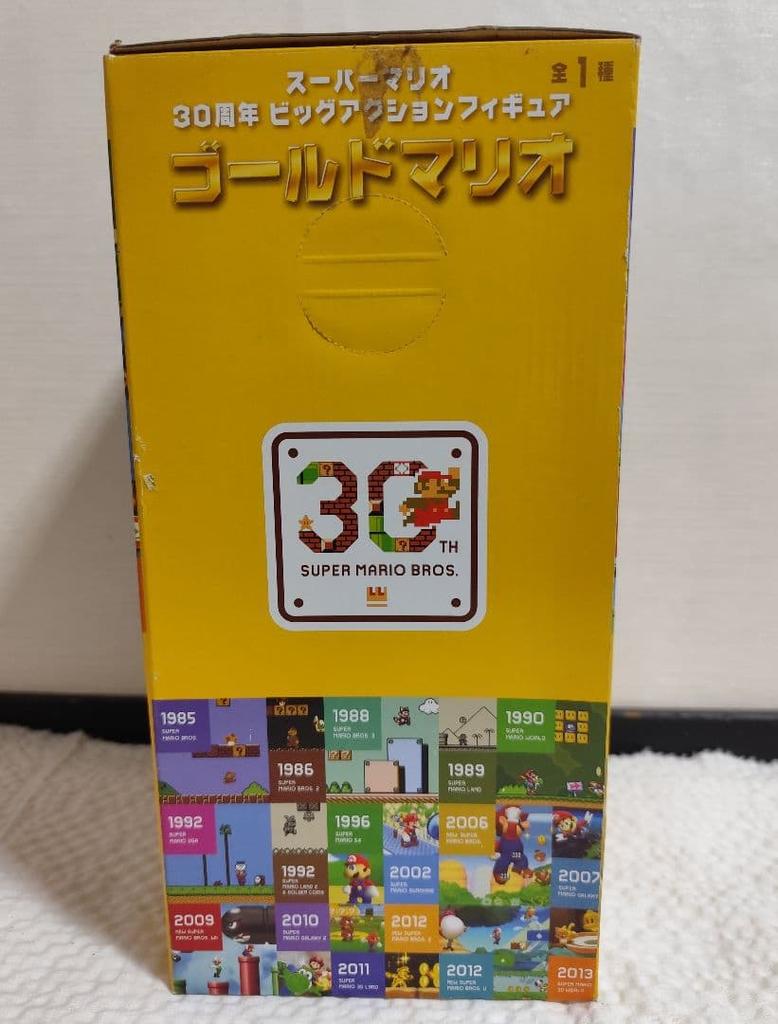 全1種
スーパーマリオ
30周年 ビッグアクションフィギュア
ゴールドマリオ
30TH
SUPER MARIO BROS.
1985
SUPER
MARIO BROS.
1986
SUPER
MARIO BROS. 2
1988
SUPER
MARIO BROS. 3
1989
SUPER
MARIO LAND
1990
SUPER
MARIO WORLD
1992
SUPER
MARIO USA
1992
SUPER
MARIO LAND 2
6 GOLDEN COINS
1996
SUPER
MARIO 64
2002
SUPER
MARIO SUNSHINE
2006
NEW SUPER
MARIO BROS.
2007
SUPER
MARIO GALAXY
2009
NEW SUPER
MARIO BROS. Wii
2010
SUPER
MARIO GALAXY 2
2011
SUPER
MARIO 3D LAND
2012
NEW SUPER
MARIO BROS. 2
2012
NEW SUPER
MARIO BROS. U
2013
SUPER MARIO
3D WORLD